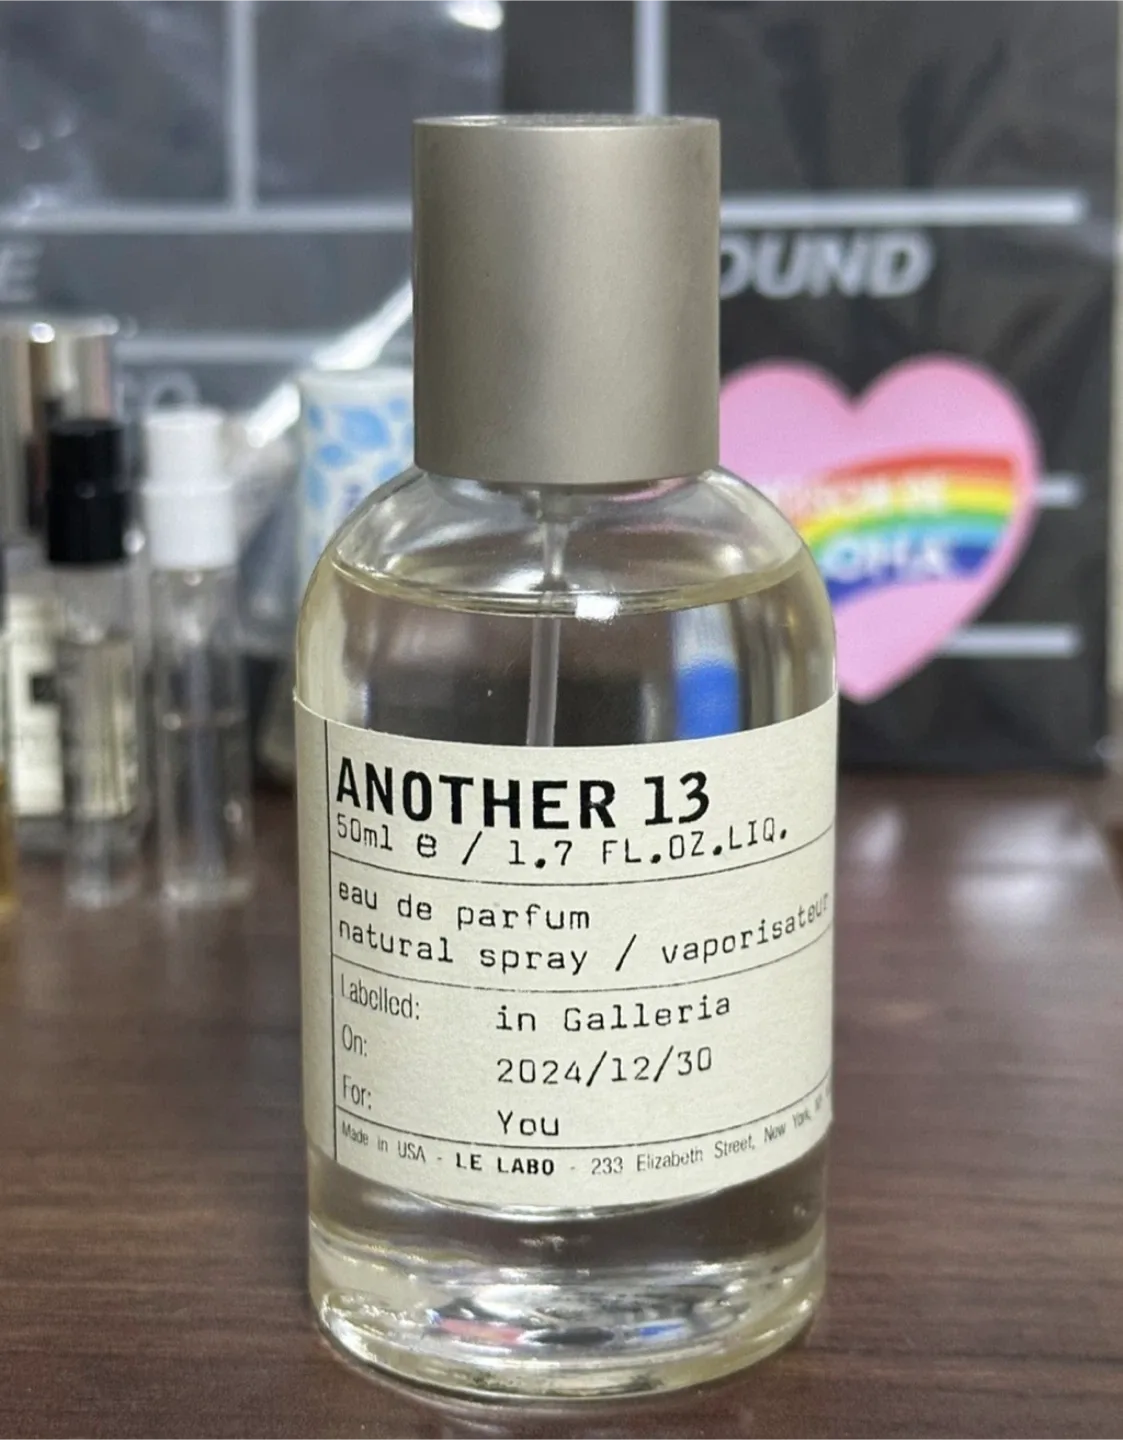 OUND
ANOTHER 13
50ml e / 1.7 FL.OZ.LIQ.
eau de parfum
natural spray / vaporisateur
Labelled: in Galleria
On: 2024/12/30
For: You
Made in USA - LE LABO - 233 Elizabeth Street, New York, NY